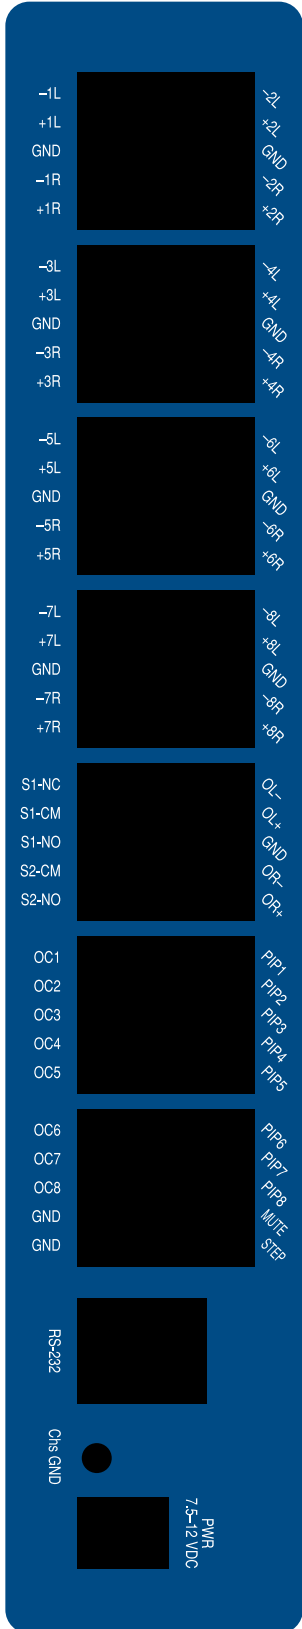 –1L –2L
+1L +2L
GND GND
–1R –2R
+1R +2R
–3L –4L
+3L +4L
GND GND
–3R –4R
+3R +4R
–5L –6L
+5L +6L
GND GND
–5R –6R
+5R +6R
–7L –8L
+7L +8L
GND GND
–7R –8R
+7R +8R
S1-NC OL–
S1-CM OL+
S1-NO GND
S2-CM OR–
S2-NO OR+
OC1 PIP1
OC2 PIP2
OC3 PIP3
OC4 PIP4
OC5 PIP5
OC6 PIP6
OC7 PIP7
OC8 PIP8
GND MUTE
GND STEP
RS-232
Chs GND
PWR
7.5–12 VDC